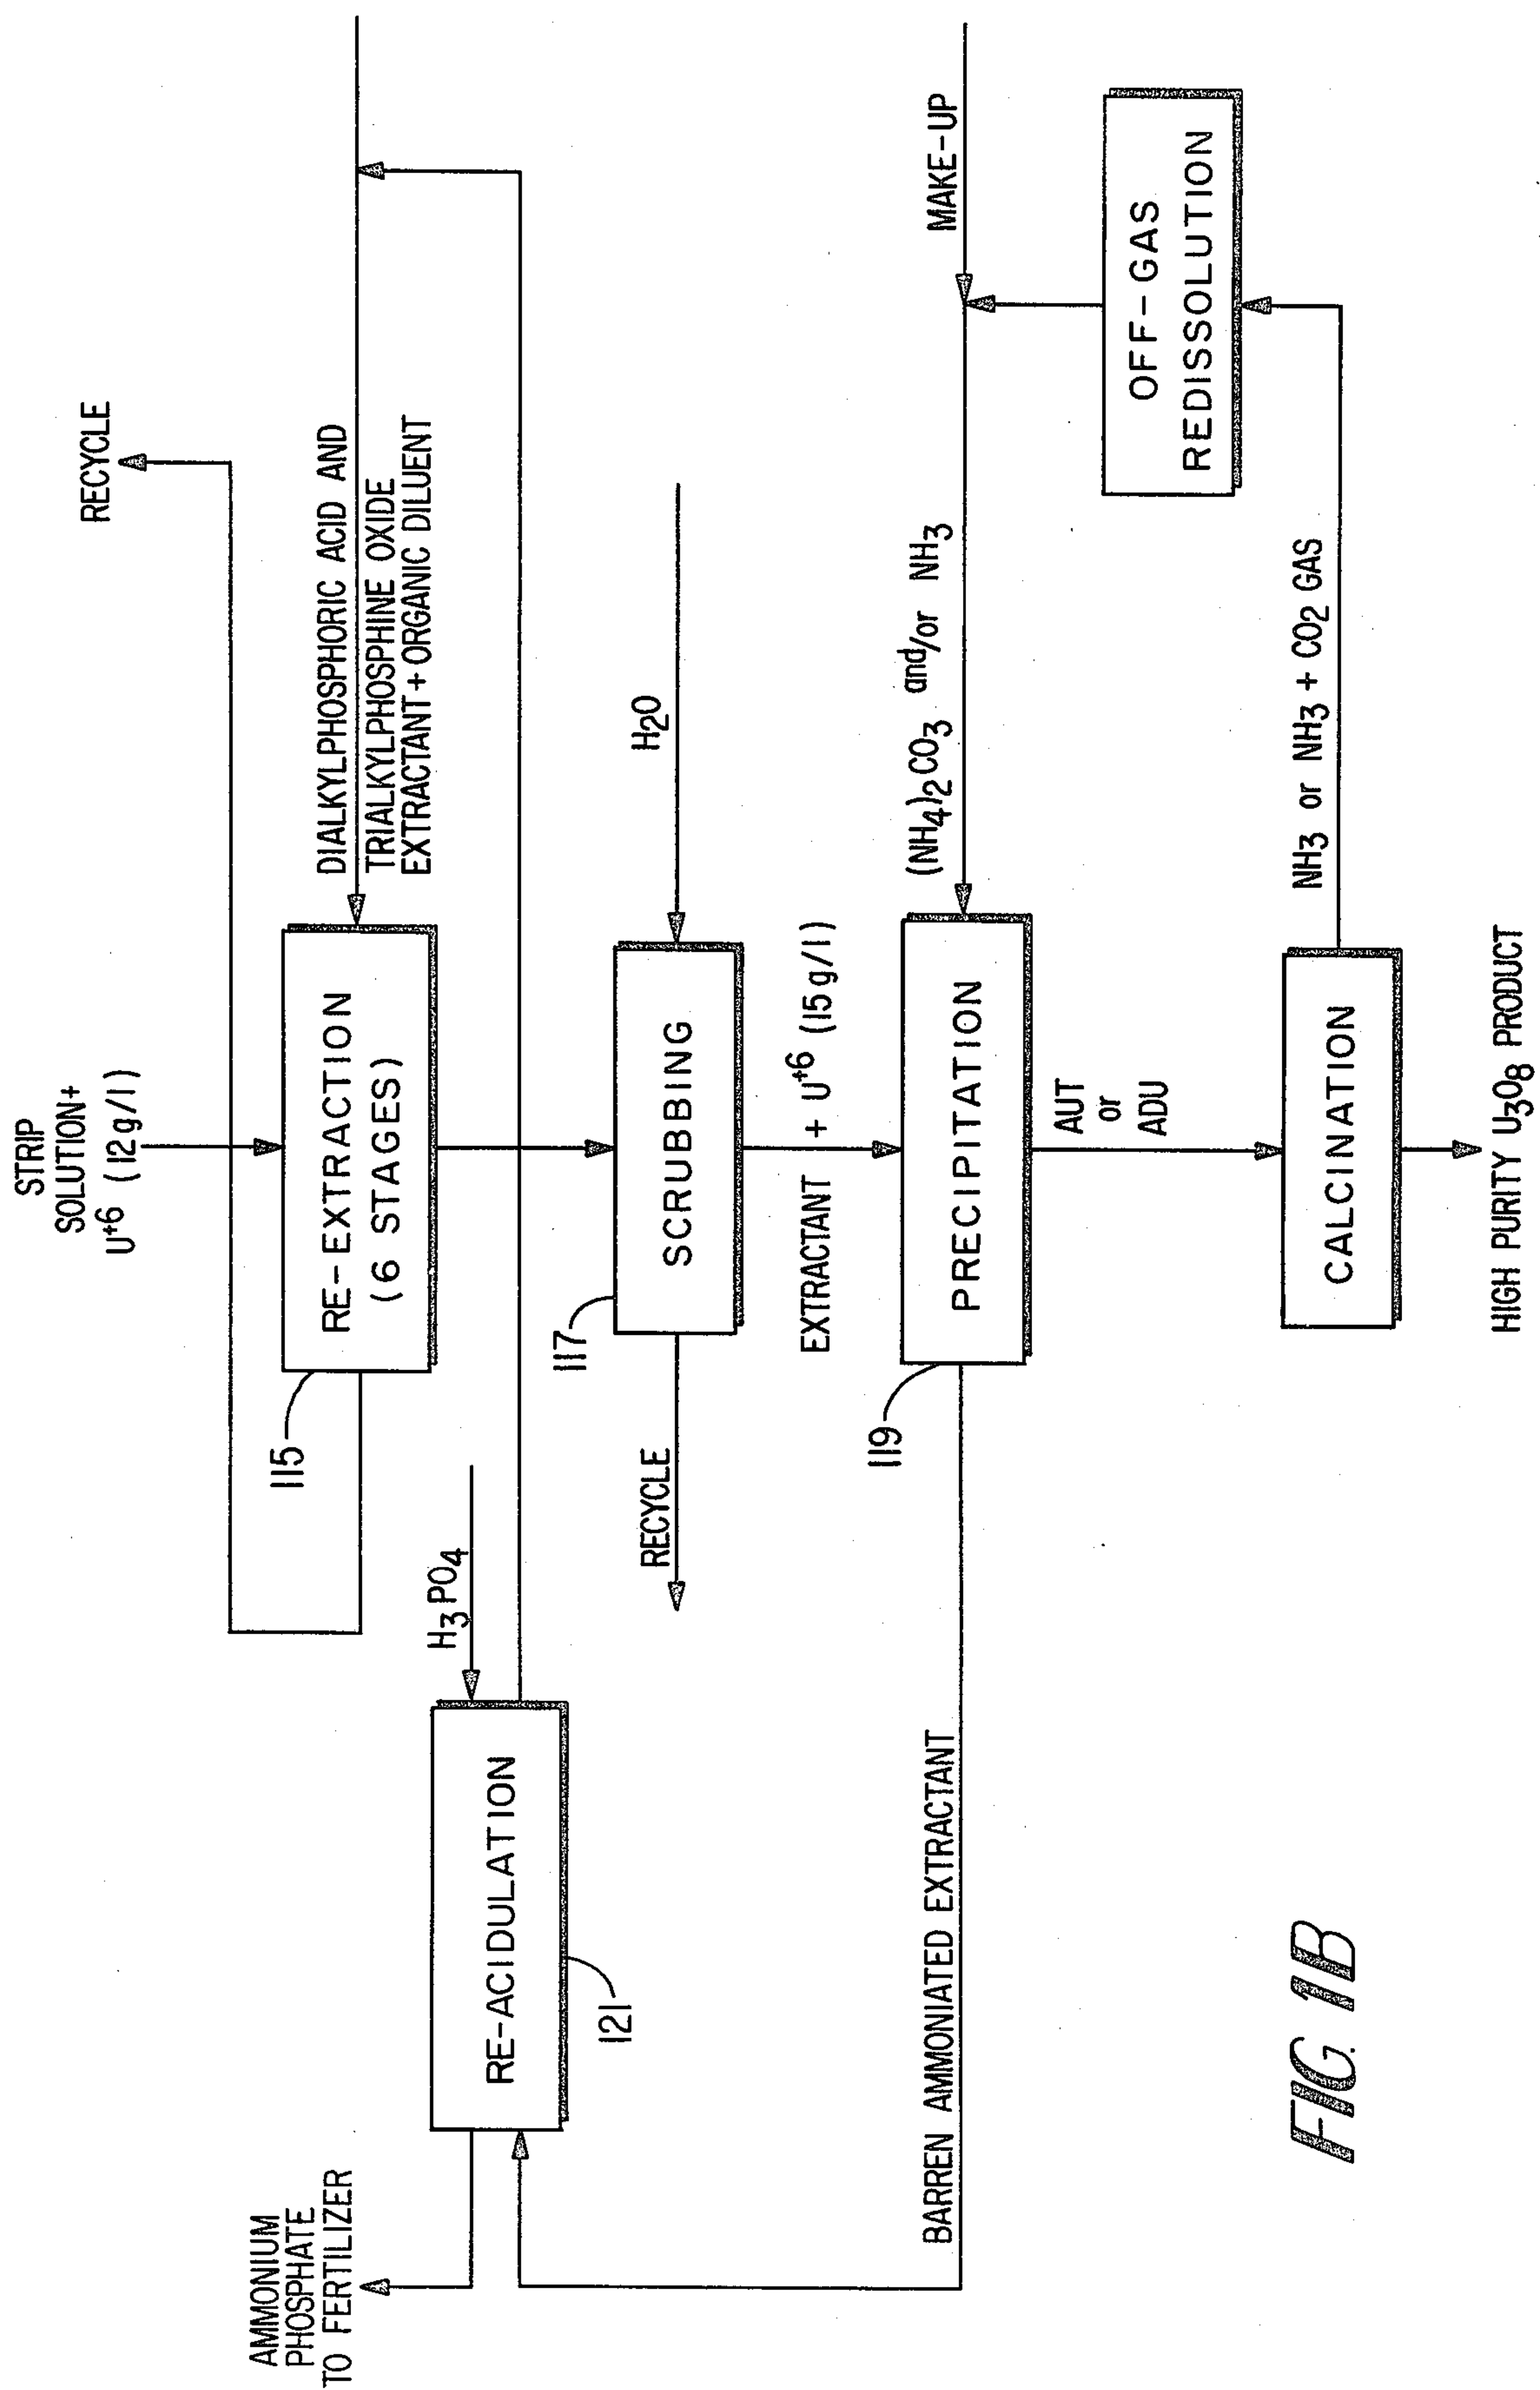 RECYCLE
STRIP
SOLUTION+
U+6 (12 g/l)
DIALKYLPHOSPHORIC ACID AND
TRIALKYLPHOSPHINE OXIDE
EXTRACTANT + ORGANIC DILUENT
RE-EXTRACTION
(6 STAGES)
115
AMMONIUM
PHOSPHATE
TO FERTILIZER
H3PO4
RE-ACIDULATION
121
H2O
SCRUBBING
117
RECYCLE
EXTRACTANT + U+6 (15 g/l)
MAKE-UP
(NH4)2CO3 and/or NH3
PRECIPITATION
119
BARREN AMMONIATED EXTRACTANT
AUT
or
ADU
OFF-GAS
REDISSOLUTION
NH3 or NH3 + CO2 GAS
CALCINATION
HIGH PURITY U3O8 PRODUCT
FIG. 1B